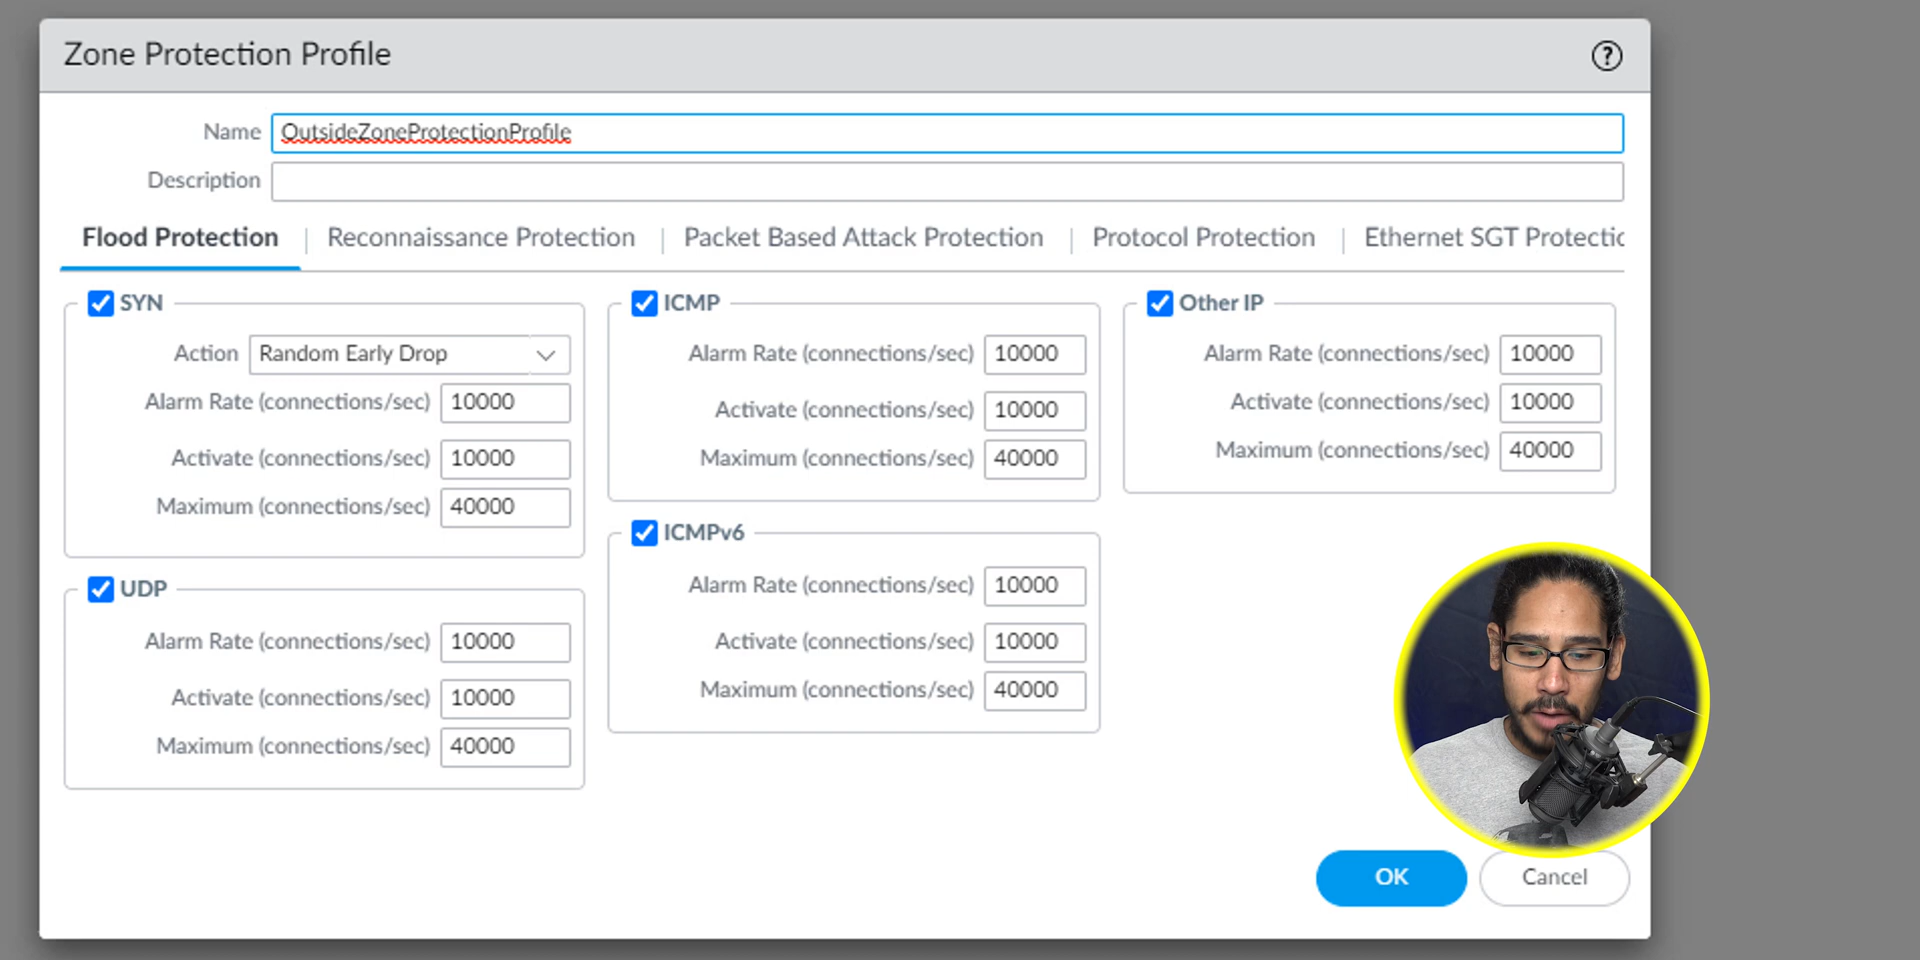 Zone Protection Profile
?
Name OutsideZoneProtectionProfile
Description
Flood Protection | Reconnaissance Protection | Packet Based Attack Protection | Protocol Protection | Ethernet SGT Protectic
SYN
Action Random Early Drop
Alarm Rate (connections/sec) 10000
Activate (connections/sec) 10000
Maximum (connections/sec) 40000
UDP
Alarm Rate (connections/sec) 10000
Activate (connections/sec) 10000
Maximum (connections/sec) 40000
ICMP
Alarm Rate (connections/sec) 10000
Activate (connections/sec) 10000
Maximum (connections/sec) 40000
ICMPv6
Alarm Rate (connections/sec) 10000
Activate (connections/sec) 10000
Maximum (connections/sec) 40000
Other IP
Alarm Rate (connections/sec) 10000
Activate (connections/sec) 10000
Maximum (connections/sec) 40000
OK
Cancel